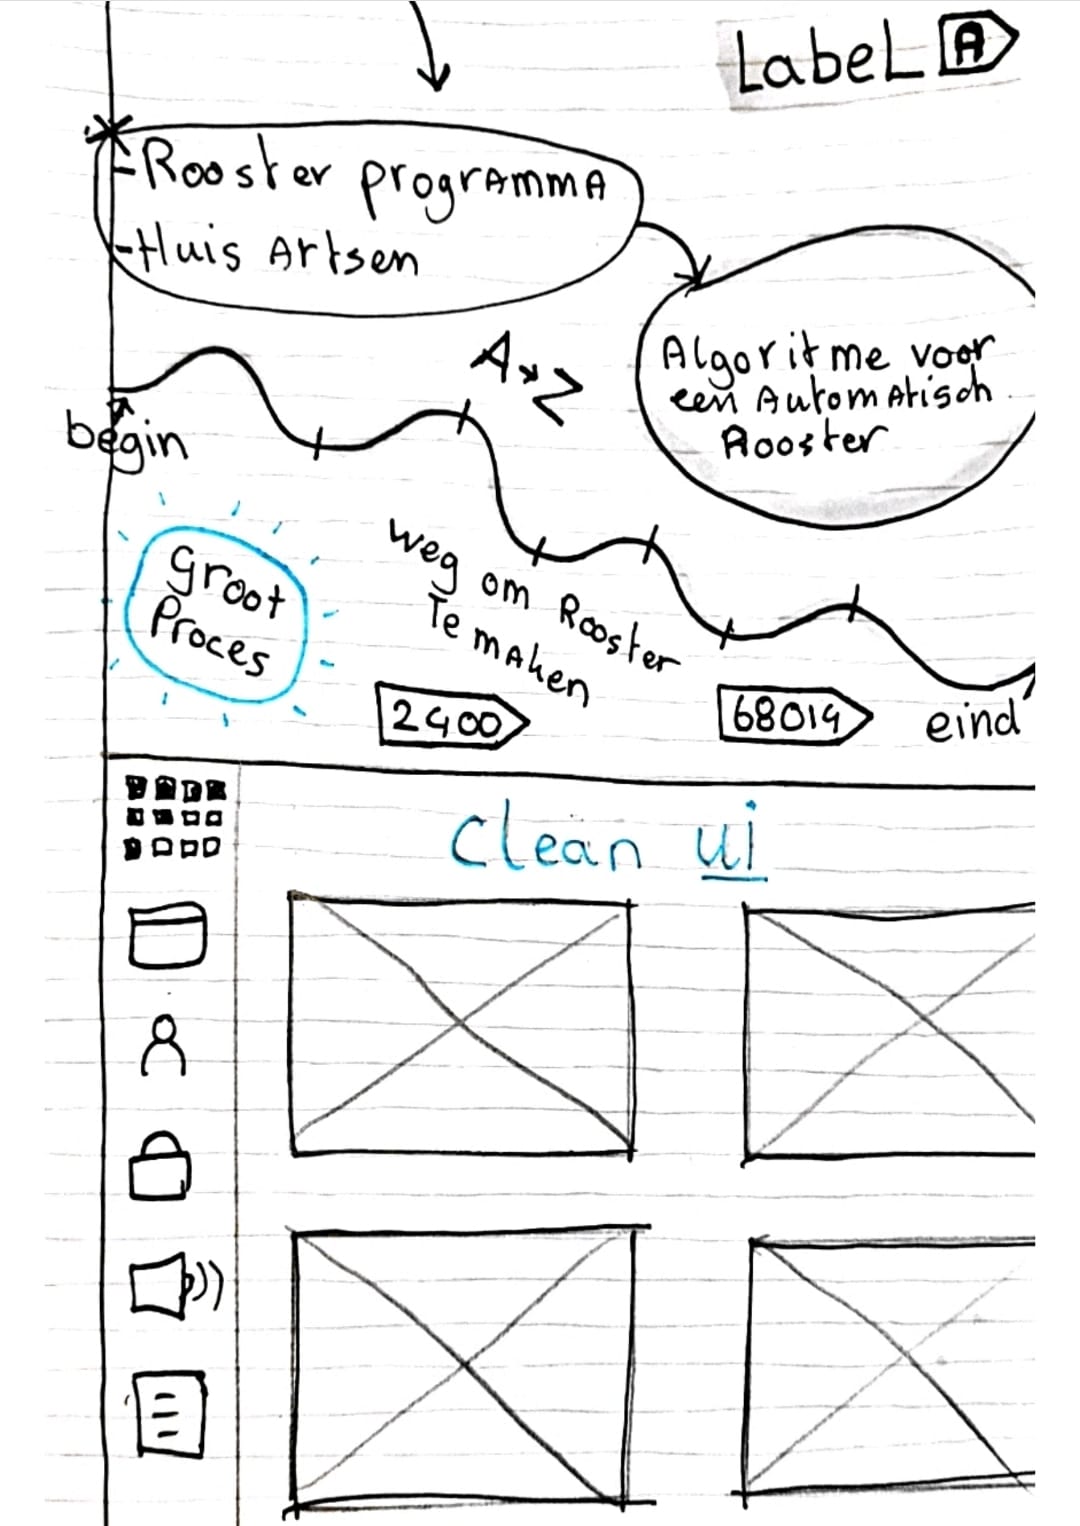 Label A
-Rooster programma
-Huis Artsen
Algoritme voor
een Automatisch
Rooster
A → Z
begin
Groot
Proces
weg om Rooster
Te maken
2400
68019
eind
Clean ui